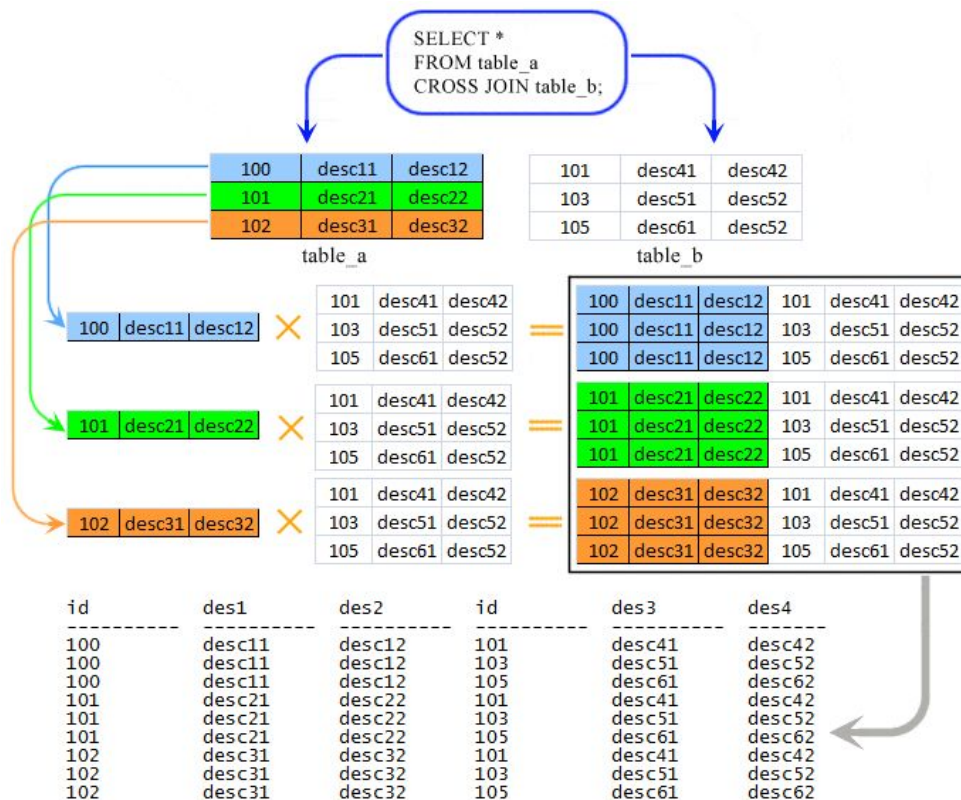 SELECT *
FROM table_a
CROSS JOIN table_b;
100 desc11 desc12
101 desc21 desc22
102 desc31 desc32
table_a
101 desc41 desc42
103 desc51 desc52
105 desc61 desc52
table_b
100 desc11 desc12 × 101 desc41 desc42
103 desc51 desc52
105 desc61 desc52
= 100 desc11 desc12 101 desc41 desc42
100 desc11 desc12 103 desc51 desc52
100 desc11 desc12 105 desc61 desc52
101 desc21 desc22 × 101 desc41 desc42
103 desc51 desc52
105 desc61 desc52
= 101 desc21 desc22 101 desc41 desc42
101 desc21 desc22 103 desc51 desc52
101 desc21 desc22 105 desc61 desc52
102 desc31 desc32 × 101 desc41 desc42
103 desc51 desc52
105 desc61 desc52
= 102 desc31 desc32 101 desc41 desc42
102 desc31 desc32 103 desc51 desc52
102 desc31 desc32 105 desc61 desc52
id des1 des2 id des3 des4
---------- ---------- ---------- ---------- ---------- -------
100 desc11 desc12 101 desc41 desc42
100 desc11 desc12 103 desc51 desc52
100 desc11 desc12 105 desc61 desc62
101 desc21 desc22 101 desc41 desc42
101 desc21 desc22 103 desc51 desc52
101 desc21 desc22 105 desc61 desc62
102 desc31 desc32 101 desc41 desc42
102 desc31 desc32 103 desc51 desc52
102 desc31 desc32 105 desc61 desc62